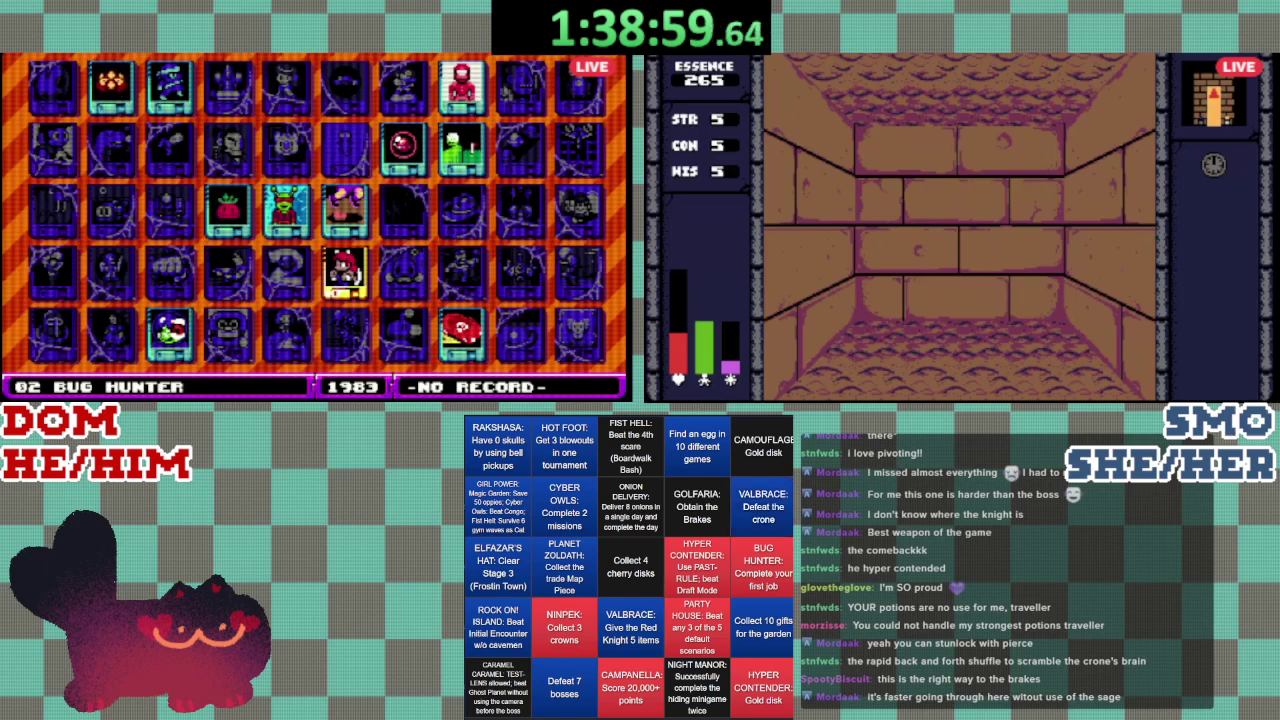 1:38:59.64
LIVE
02 BUG HUNTER
1983
-NO RECORD-
ESSENCE
265
STR 5
CON 5
WIS 5
LIVE
DOM
HE/HIM
SMO
SHE/HER
RAKSHASA:
Have 0 skulls
by using bell
pickups
HOT FOOT:
Get 3 blowouts
in one
tournament
FIST HELL:
Beat the 4th
scare
(Boardwalk
Bash)
Find an egg in
10 different
games
CAMOUFLAGE
Gold disk
GIRL POWER:
Magic Garden: Save
50 oppies; Cyber
Owls: Beat Congo;
Fist Hell: Survive 6
gym waves as Cat
CYBER
OWLS:
Complete 2
missions
ONION
DELIVERY:
Deliver 8 onions in
a single day and
complete the day
GOLFARIA:
Obtain the
Brakes
VALBRACE:
Defeat the
crone
ELFAZAR'S
HAT: Clear
Stage 3
(Frostin Town)
PLANET
ZOLDATH:
Collect the
trade Map
Piece
Collect 4
cherry disks
HYPER
CONTENDER:
Use PAST-
RULE; beat
Draft Mode
BUG
HUNTER:
Complete your
first job
ROCK ON!
ISLAND: Beat
Initial Encounter
w/o cavemen
NINPEK:
Collect 3
crowns
VALBRACE:
Give the Red
Knight 5 items
PARTY
HOUSE: Beat
any 3 of the 5
default
scenarios
Collect 10 gifts
for the garden
CARAMEL
CARAMEL: TEST-
LENS allowed; beat
Ghost Planet without
using the camera
before the boss
Defeat 7
bosses
CAMPANELLA:
Score 20,000+
points
NIGHT MANOR:
Successfully
complete the
hiding minigame
twice
HYPER
CONTENDER:
Gold disk
Mordaak: there*
stnfwds: i love pivoting!!
Mordaak: I missed almost everything I had to
Mordaak: For me this one is harder than the boss
Mordaak: I don't know where the knight is
Mordaak: Best weapon of the game
stnfwds: the comebackkk
stnfwds: he hyper contended
glovetheglove: I'm SO proud
stnfwds: YOUR potions are no use for me, traveller
morzisse: You could not handle my strongest potions traveller
Mordaak: yeah you can stunlock with pierce
stnfwds: the rapid back and forth shuffle to scramble the crone's brain
SpootyBiscuit: this is the right way to the brakes
Mordaak: it's faster going through here witout use of the sage